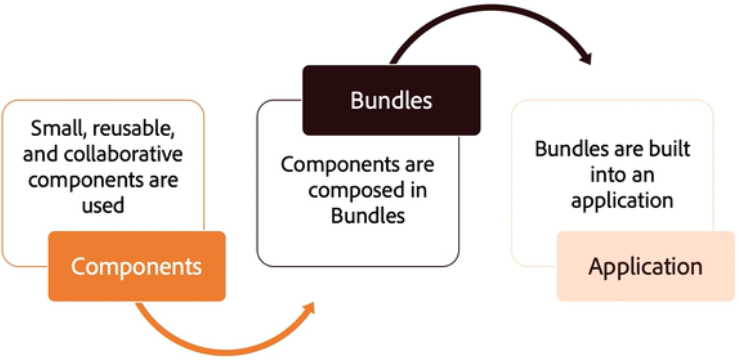 Small, reusable,
and collaborative
components are
used
Components
Bundles
Components are
composed in
Bundles
Bundles are built
into an
application
Application